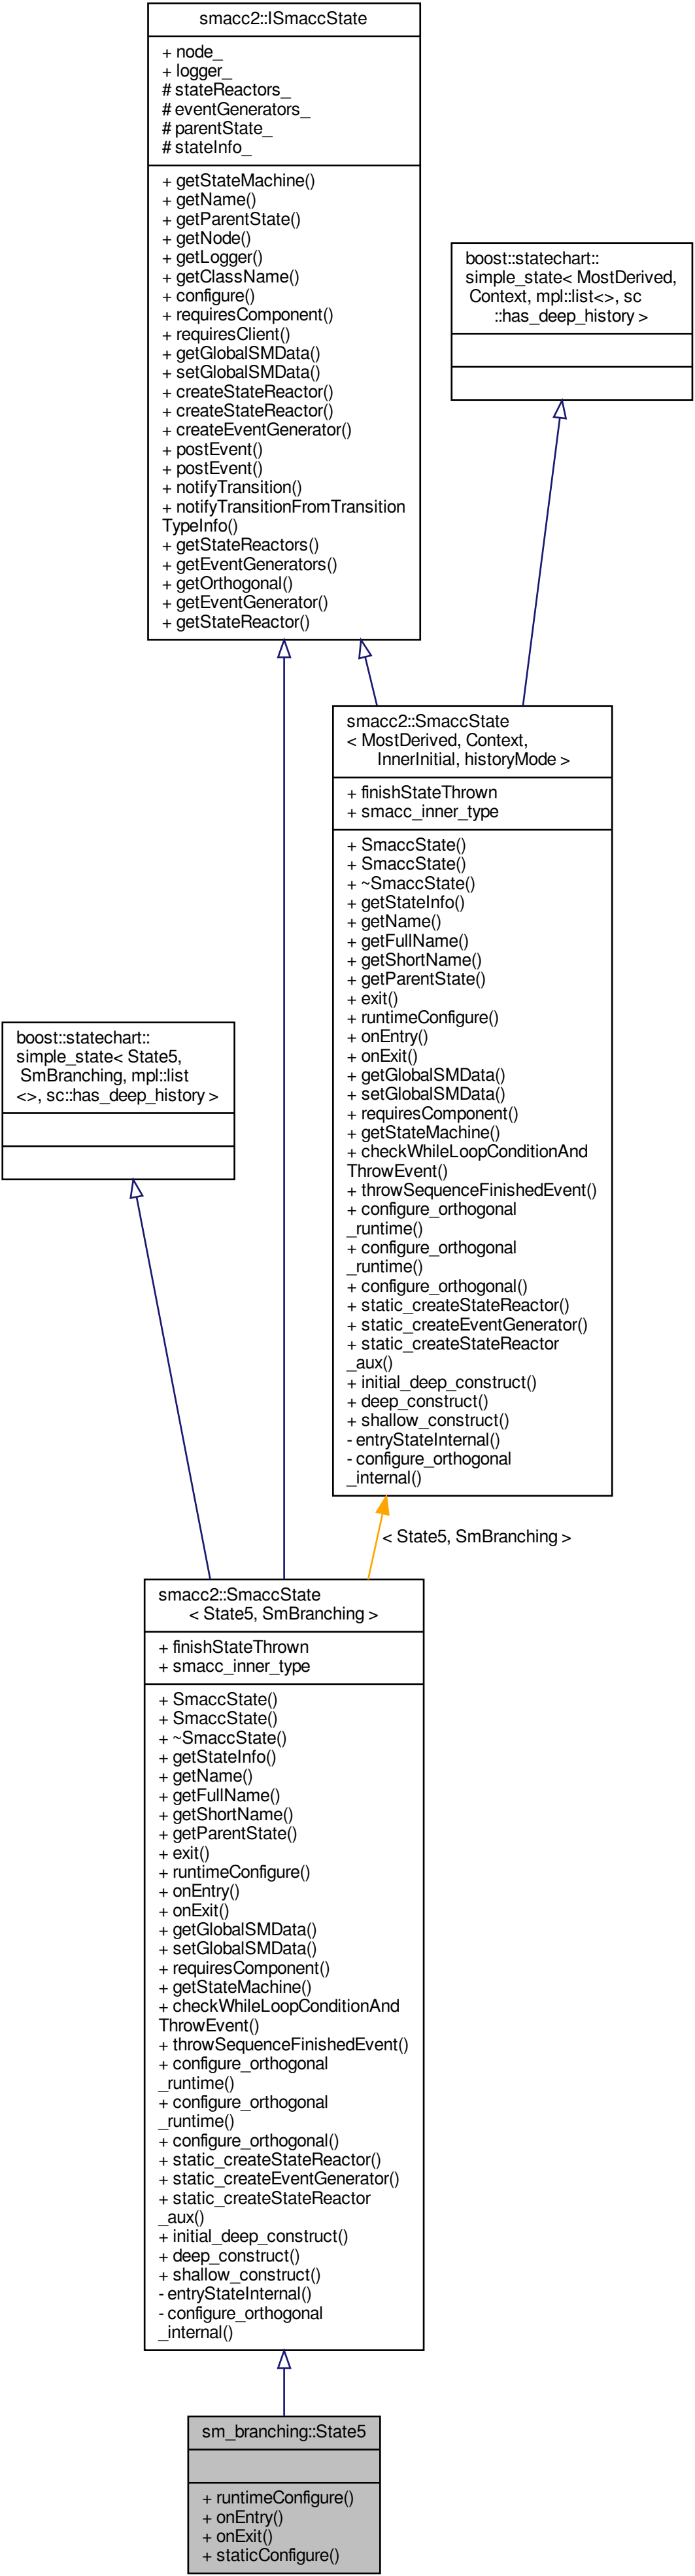 smacc2::ISmaccState
+ node_
+ logger_
# stateReactors_
# eventGenerators_
# parentState_
# stateInfo_
+ getStateMachine()
+ getName()
+ getParentState()
+ getNode()
+ getLogger()
+ getClassName()
+ configure()
+ requiresComponent()
+ requiresClient()
+ getGlobalSMData()
+ setGlobalSMData()
+ createStateReactor()
+ createStateReactor()
+ createEventGenerator()
+ postEvent()
+ postEvent()
+ notifyTransition()
+ notifyTransitionFromTransition
TypeInfo()
+ getStateReactors()
+ getEventGenerators()
+ getOrthogonal()
+ getEventGenerator()
+ getStateReactor()
boost::statechart::
simple_state< MostDerived,
Context, mpl::list<>, sc
::has_deep_history >
smacc2::SmaccState
< MostDerived, Context,
InnerInitial, historyMode >
+ finishStateThrown
+ smacc_inner_type
+ SmaccState()
+ SmaccState()
+ ~SmaccState()
+ getStateInfo()
+ getName()
+ getFullName()
+ getShortName()
+ getParentState()
+ exit()
+ runtimeConfigure()
+ onEntry()
+ onExit()
+ getGlobalSMData()
+ setGlobalSMData()
+ requiresComponent()
+ getStateMachine()
+ checkWhileLoopConditionAnd
ThrowEvent()
+ throwSequenceFinishedEvent()
+ configure_orthogonal
_runtime()
+ configure_orthogonal
_runtime()
+ configure_orthogonal()
+ static_createStateReactor()
+ static_createEventGenerator()
+ static_createStateReactor
_aux()
+ initial_deep_construct()
+ deep_construct()
+ shallow_construct()
- entryStateInternal()
- configure_orthogonal
_internal()
boost::statechart::
simple_state< State5,
SmBranching, mpl::list
<>, sc::has_deep_history >
< State5, SmBranching >
smacc2::SmaccState
< State5, SmBranching >
+ finishStateThrown
+ smacc_inner_type
+ SmaccState()
+ SmaccState()
+ ~SmaccState()
+ getStateInfo()
+ getName()
+ getFullName()
+ getShortName()
+ getParentState()
+ exit()
+ runtimeConfigure()
+ onEntry()
+ onExit()
+ getGlobalSMData()
+ setGlobalSMData()
+ requiresComponent()
+ getStateMachine()
+ checkWhileLoopConditionAnd
ThrowEvent()
+ throwSequenceFinishedEvent()
+ configure_orthogonal
_runtime()
+ configure_orthogonal
_runtime()
+ configure_orthogonal()
+ static_createStateReactor()
+ static_createEventGenerator()
+ static_createStateReactor
_aux()
+ initial_deep_construct()
+ deep_construct()
+ shallow_construct()
- entryStateInternal()
- configure_orthogonal
_internal()
sm_branching::State5
+ runtimeConfigure()
+ onEntry()
+ onExit()
+ staticConfigure()